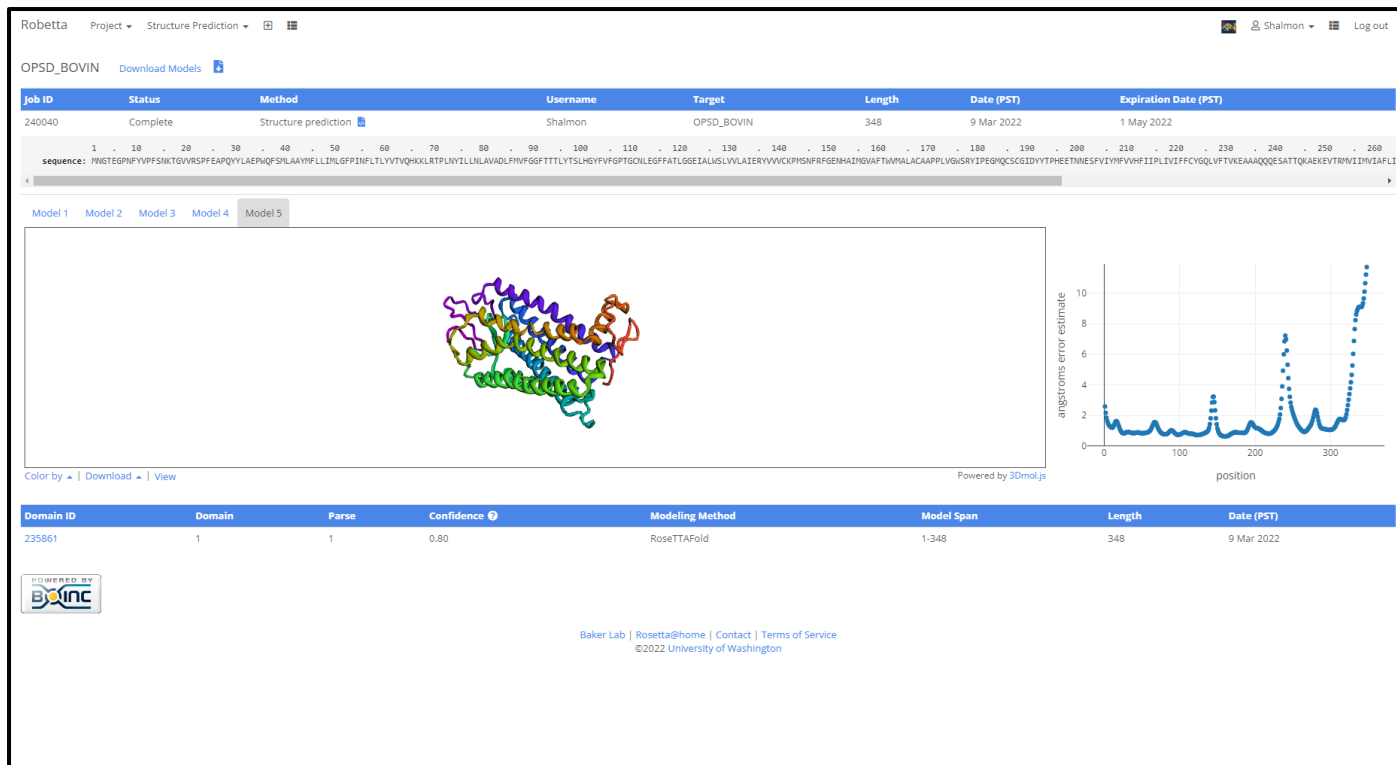 Robetta Project Structure Prediction Shalmon Log out
OPSD_BOVIN Download Models
Job ID Status Method Username Target Length Date (PST) Expiration Date (PST)
240040 Complete Structure prediction Shalmon OPSD_BOVIN 348 9 Mar 2022 1 May 2022
1 . 10 . 20 . 30 . 40 . 50 . 60 . 70 . 80 . 90 . 100 . 110 . 120 . 130 . 140 . 150 . 160 . 170 . 180 . 190 . 200 . 210 . 220 . 230 . 240 . 250 . 260
sequence: MNGTEGPNFYVPFSNKTGVVRSPFEAPQYYLAEPWQFSMLAAYMFLLIMLGFPINFLTLYVTVQHKKLRTPLNYILLNLAVADLFMVFGGFTTTLYTSLHGYFVFGPTGCNLEGFFATLGGEIALWSLVVLAIERYVVVCKPMSNFRFGENHAIMGVAFTWVMALACAAPPLVGWSRYIPEGMQCSCGIDYYTPHEETNNESFVIYMFVVHFIIPLIVIFFCYGQLVFTVKEAAAQQQESATTQKAEKEVTRMVIIMVIAFLI
Model 1 Model 2 Model 3 Model 4 Model 5
angstroms error estimate
10
8
6
4
2
0
0 100 200 300
position
Color by | Download | View Powered by 3Dmol.js
Domain ID Domain Parse Confidence Modeling Method Model Span Length Date (PST)
235861 1 1 0.80 RoseTTAFold 1-348 348 9 Mar 2022
POWERED BY
BOINC
Baker Lab | Rosetta@home | Contact | Terms of Service
©2022 University of Washington